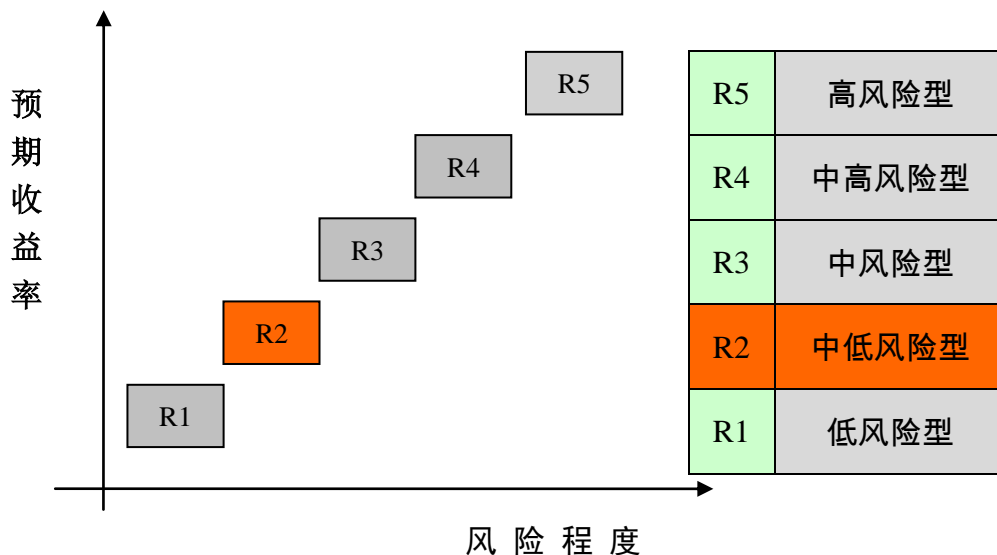 预期收益率
R5
R4
R3
R2
R1
风险程度
R5 高风险型
R4 中高风险型
R3 中风险型
R2 中低风险型
R1 低风险型